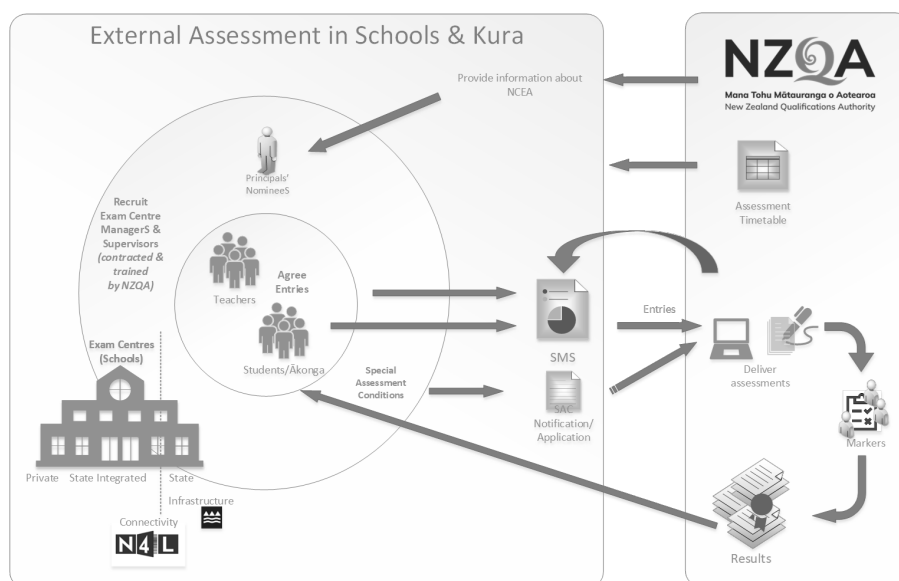 External Assessment in Schools & Kura
NZQA
Mana Tohu Mātauranga o Aotearoa
New Zealand Qualifications Authority
Provide information about
NCEA
Principals'
NomineeS
Assessment
Timetable
Recruit
Exam Centre
ManagerS &
Supervisors
(contracted &
trained
by NZQA)
Teachers
Agree
Entries
Students/Ākonga
SMS
Entries
Deliver
assessments
Exam Centres
(Schools)
Special
Assessment
Conditions
SAC
Notification/
Application
Markers
Private State Integrated State
Infrastructure
Connectivity
N4L
Results